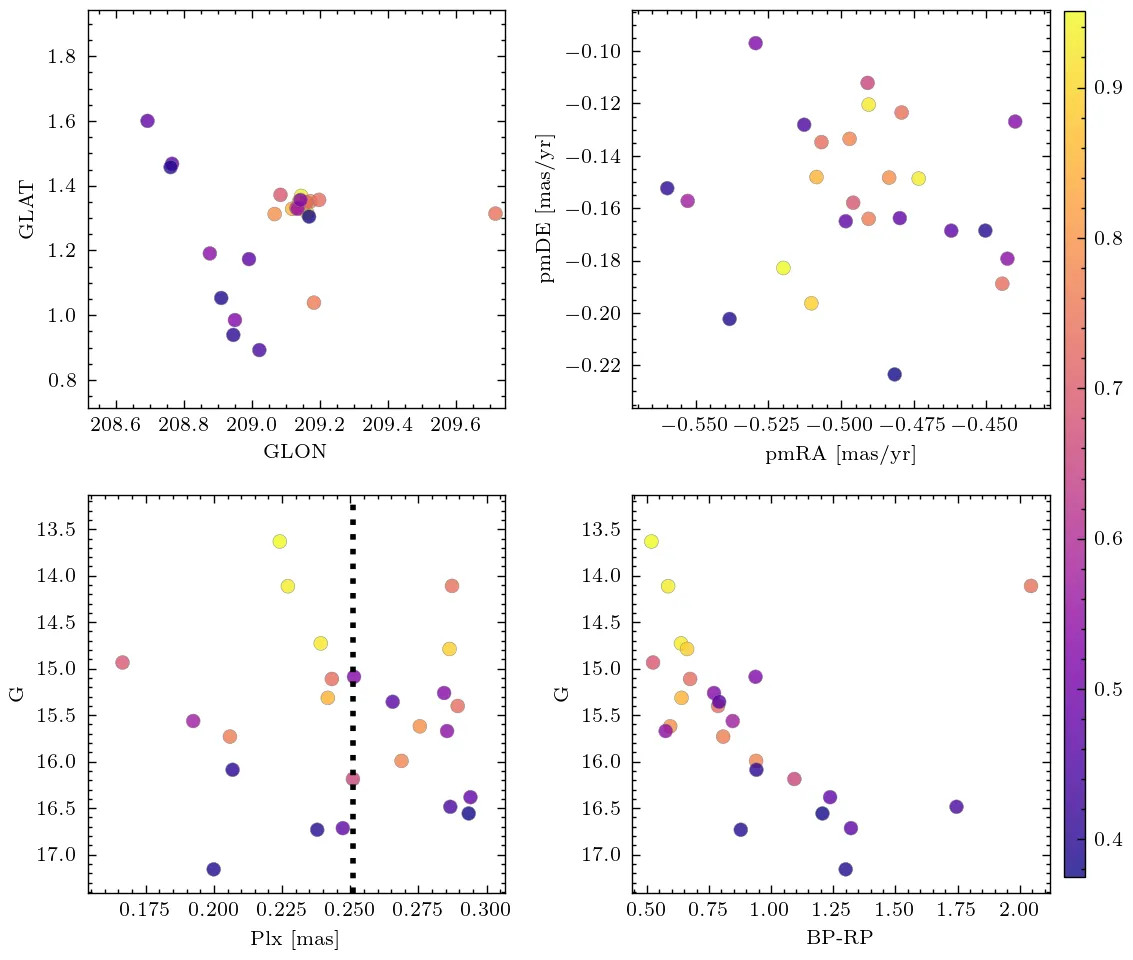 1.8
1.6
1.4
1.2
1.0
0.8
GLAT
208.6 208.8 209.0 209.2 209.4 209.6
GLON
−0.10
−0.12
−0.14
−0.16
−0.18
−0.20
−0.22
pmDE [mas/yr]
−0.550 −0.525 −0.500 −0.475 −0.450
pmRA [mas/yr]
0.9
0.8
0.7
0.6
0.5
0.4
13.5
14.0
14.5
15.0
15.5
16.0
16.5
17.0
G
0.175 0.200 0.225 0.250 0.275 0.300
Plx [mas]
13.5
14.0
14.5
15.0
15.5
16.0
16.5
17.0
G
0.50 0.75 1.00 1.25 1.50 1.75 2.00
BP-RP